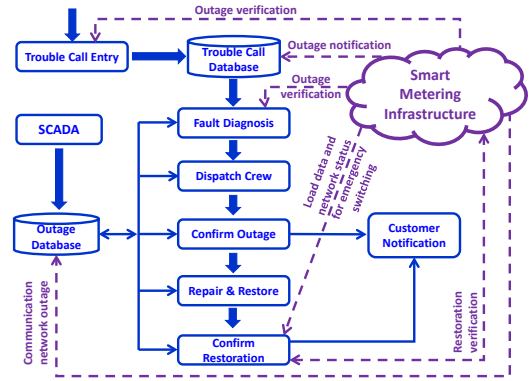 Outage verification
Trouble Call Entry
Trouble Call
Database
Outage notification
Outage
verification
Smart
Metering
Infrastructure
SCADA
Fault Diagnosis
Load data and
network status
for emergency
switching
Dispatch Crew
Outage
Database
Confirm Outage
Customer
Notification
Repair & Restore
Communication
network outage
Confirm
Restoration
Restoration
verification